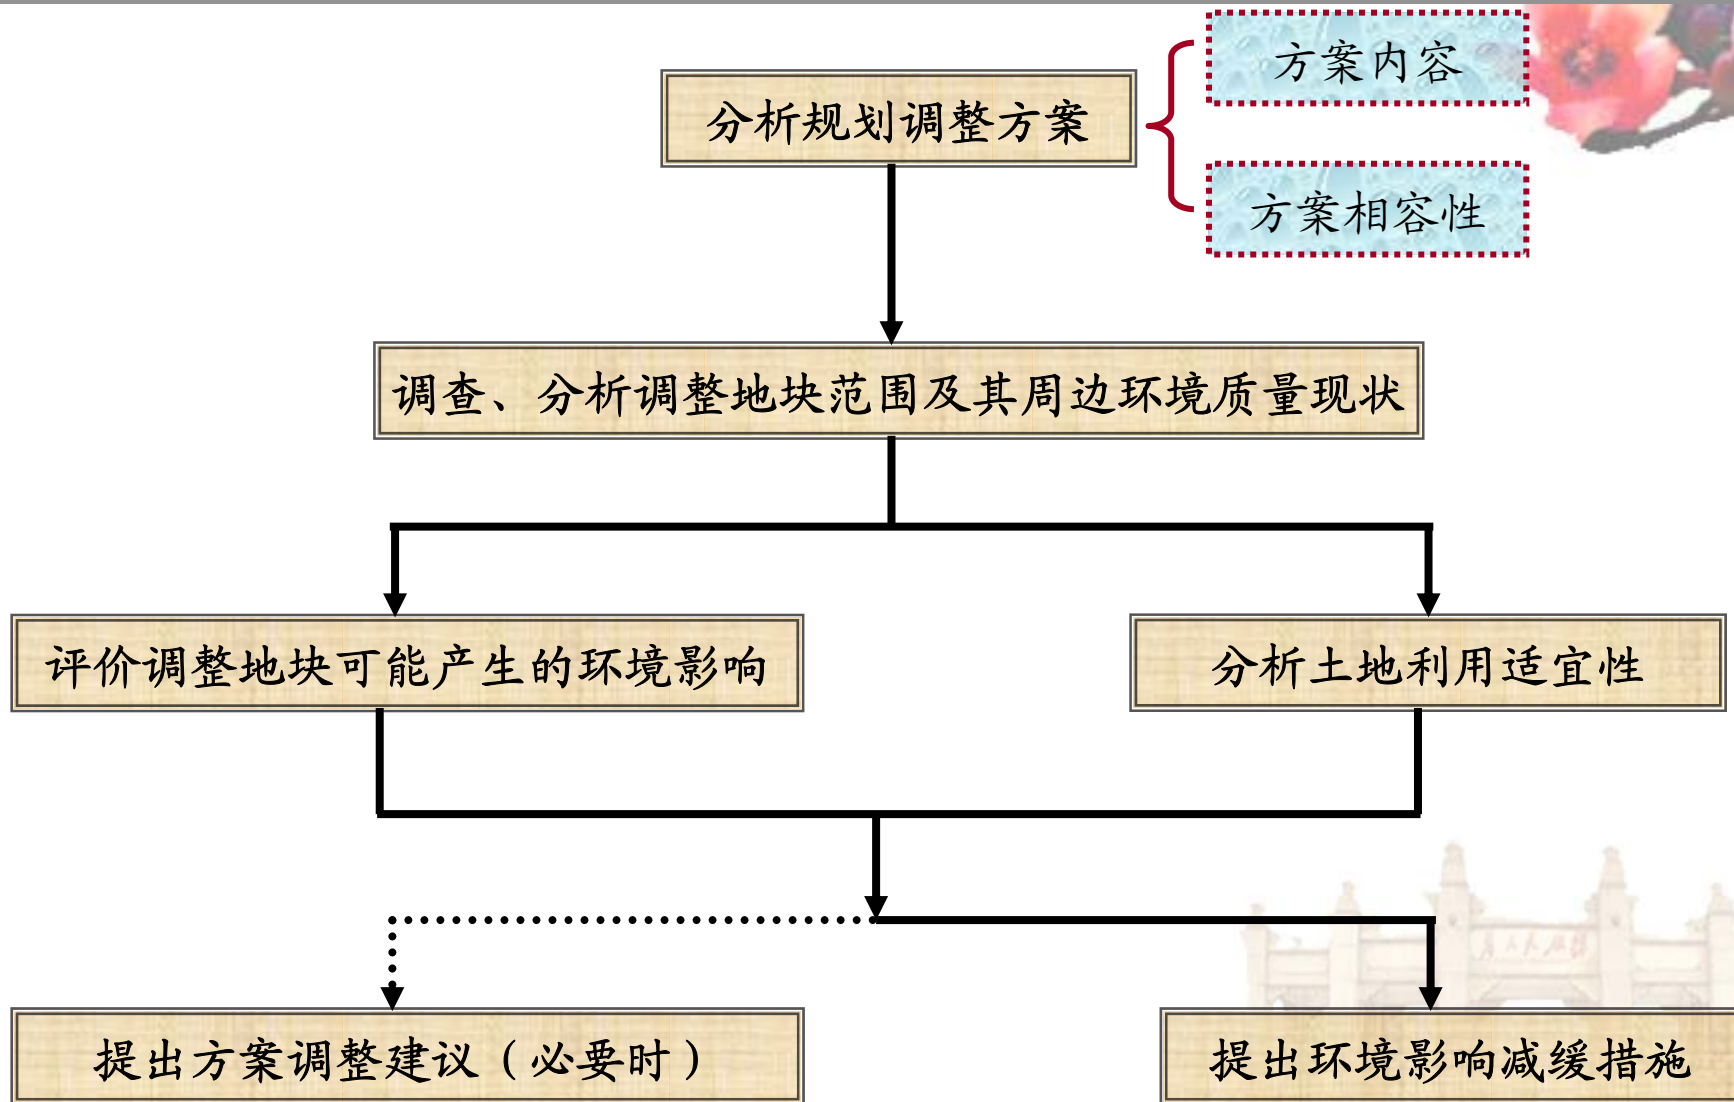 方案内容
分析规划调整方案
方案相容性
调查、分析调整地块范围及其周边环境质量现状
评价调整地块可能产生的环境影响
分析土地利用适宜性
提出方案调整建议（必要时）
提出环境影响减缓措施